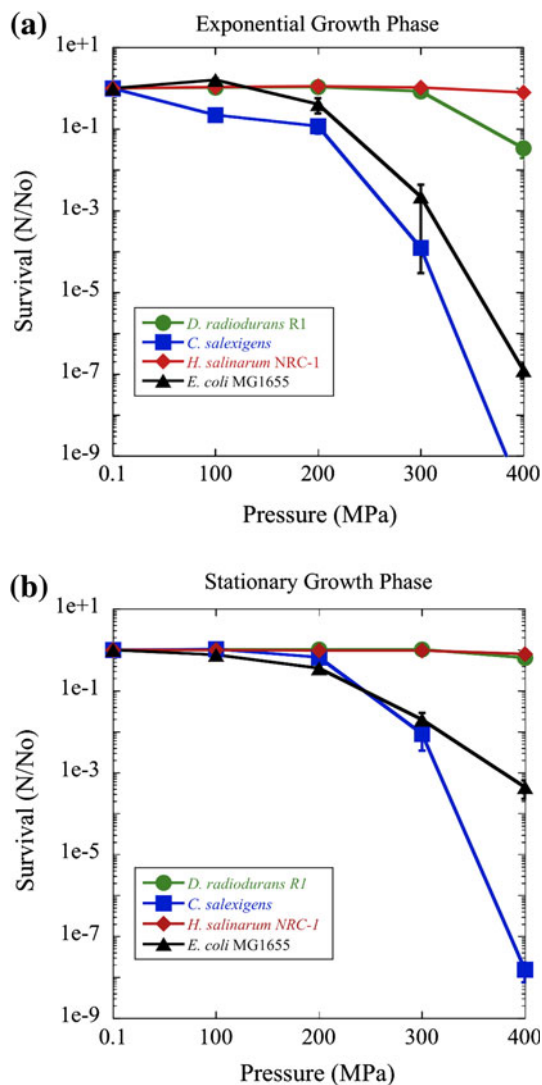 (a)
Exponential Growth Phase
1e+1
1e-1
1e-3
1e-5
1e-7
1e-9
Survival (N/No)
D. radiodurans R1
C. salexigens
H. salinarum NRC-1
E. coli MG1655
0.1 100 200 300 400
Pressure (MPa)
(b)
Stationary Growth Phase
1e+1
1e-1
1e-3
1e-5
1e-7
1e-9
Survival (N/No)
D. radiodurans R1
C. salexigens
H. salinarum NRC-1
E. coli MG1655
0.1 100 200 300 400
Pressure (MPa)